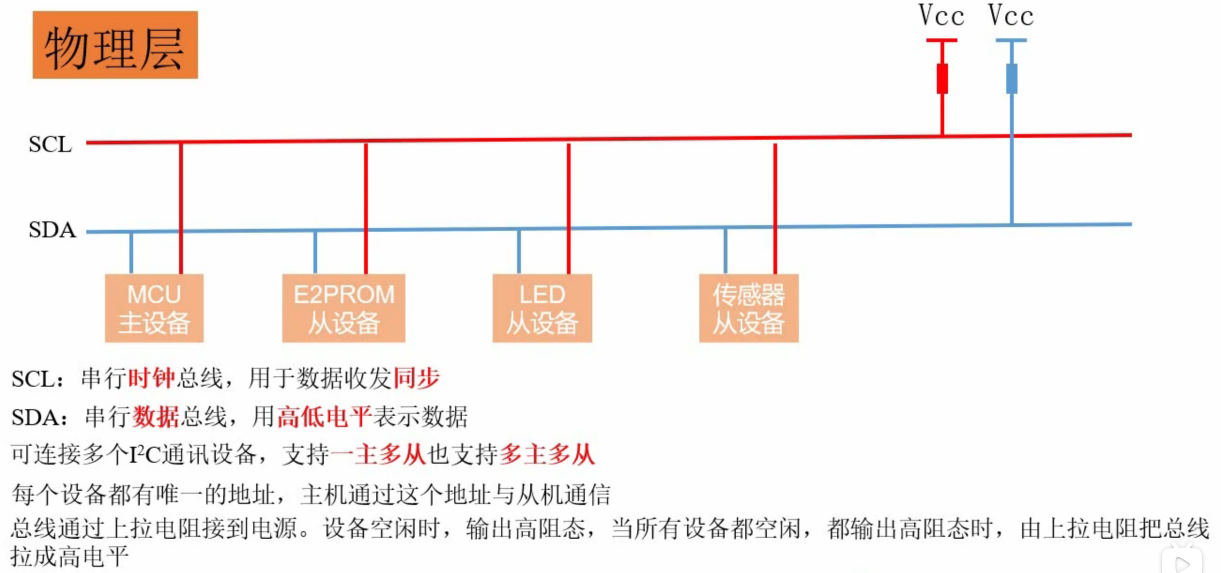 物理层
Vcc Vcc
SCL
SDA
MCU
主设备
E2PROM
从设备
LED
从设备
传感器
从设备
SCL：串行时钟总线，用于数据收发同步
SDA：串行数据总线，用高低电平表示数据
可连接多个I²C通讯设备，支持一主多从也支持多主多从
每个设备都有唯一的地址，主机通过这个地址与从机通信
总线通过上拉电阻接到电源。设备空闲时，输出高阻态，当所有设备都空闲，都输出高阻态时，由上拉电阻把总线
拉成高电平